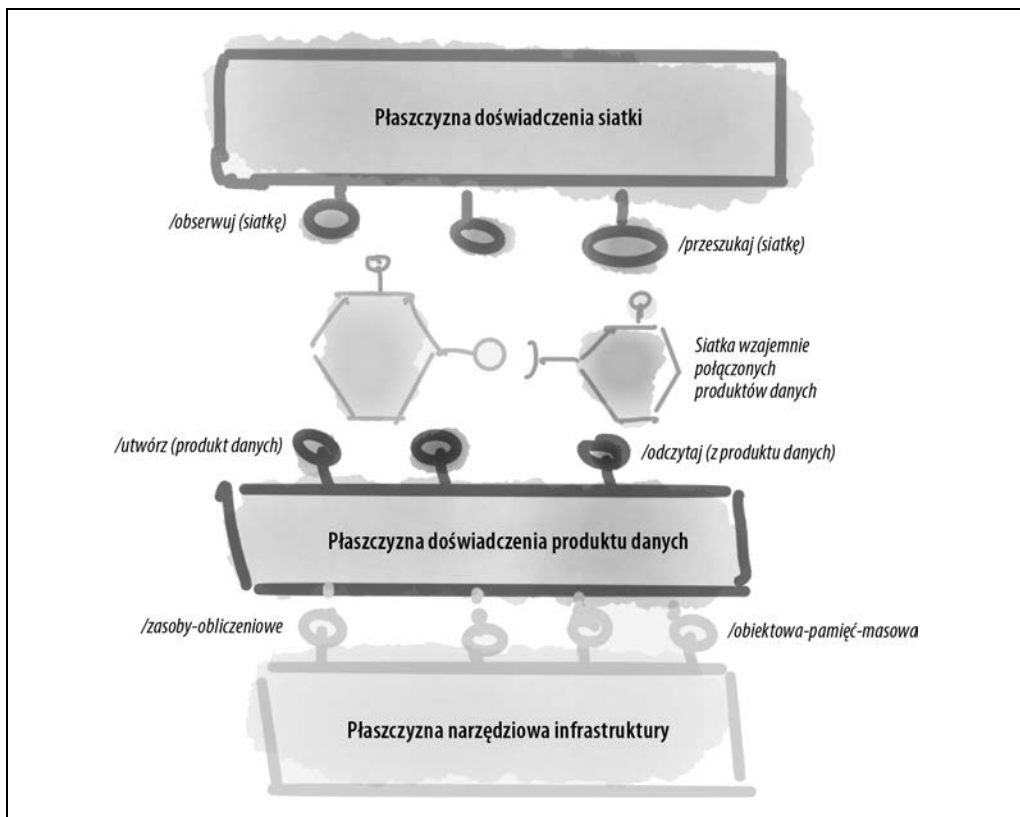 Płaszczyzna doświadczenia siatki
/obserwuj (siatkę)
/przeszukaj (siatkę)
Siatka wzajemnie
połączonych
produktów danych
/utwórz (produkt danych)
/odczytaj (z produktu danych)
Płaszczyzna doświadczenia produktu danych
/zasoby-obliczeniowe
/obiektowa-pamięć-masowa
Płaszczyzna narzędziowa infrastruktury